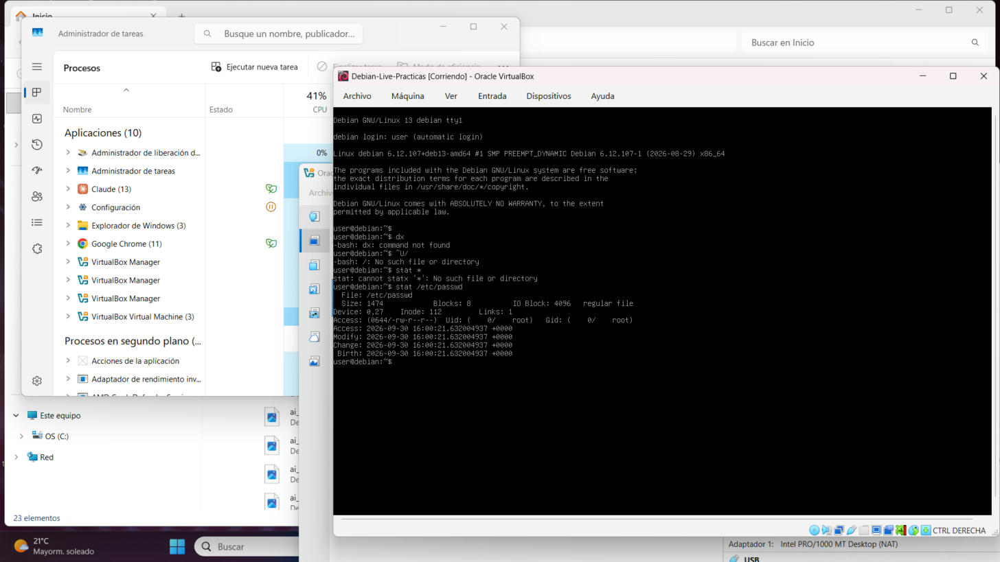 Inicio
Administrador de tareas
Busque un nombre, publicador...
Buscar en Inicio
Procesos
Ejecutar nueva tarea
41%
Nombre
Estado
CPU
Aplicaciones (10)
0%
Administrador de liberación d...
Administrador de tareas
Claude (13)
Configuración
Explorador de Windows (3)
Google Chrome (11)
VirtualBox Manager
VirtualBox Manager
VirtualBox Manager
VirtualBox Virtual Machine (3)
Procesos en segundo plano (...
Acciones de la aplicación
Adaptador de rendimiento inv...
Este equipo
OS (C:)
Red
23 elementos
ai_
ai_
ai_
ai_
Debian-Live-Practicas [Corriendo] - Oracle VirtualBox
Archivo Máquina Ver Entrada Dispositivos Ayuda
Debian GNU/Linux 13 debian tty1
debian login: user (automatic login)
Linux debian 6.12.107+deb13-amd64 #1 SMP PREEMPT_DYNAMIC Debian 6.12.107-1 (2026-08-29) x86_64
The programs included with the Debian GNU/Linux system are free software;
the exact distribution terms for each program are described in the
individual files in /usr/share/doc/*/copyright.
Debian GNU/Linux comes with ABSOLUTELY NO WARRANTY, to the extent
permitted by applicable law.
user@debian:~$
user@debian:~$ dx
-bash: dx: command not found
user@debian:~$ ^U/
-bash: /: No such file or directory
user@debian:~$ stat *
stat: cannot statx '*': No such file or directory
user@debian:~$ stat /etc/passwd
File: /etc/passwd
Size: 1474 Blocks: 8 IO Block: 4096 regular file
Device: 0,27 Inode: 112 Links: 1
Access: (0644/-rw-r--r--) Uid: ( 0/ root) Gid: ( 0/ root)
Access: 2026-09-30 16:00:21.632004937 +0000
Modify: 2026-09-30 16:00:21.632004937 +0000
Change: 2026-09-30 16:00:21.632004937 +0000
Birth: 2026-09-30 16:00:21.632004937 +0000
user@debian:~$
CTRL DERECHA
Adaptador 1: Intel PRO/1000 MT Desktop (NAT)
USB
21°C
Mayorm. soleado
Buscar